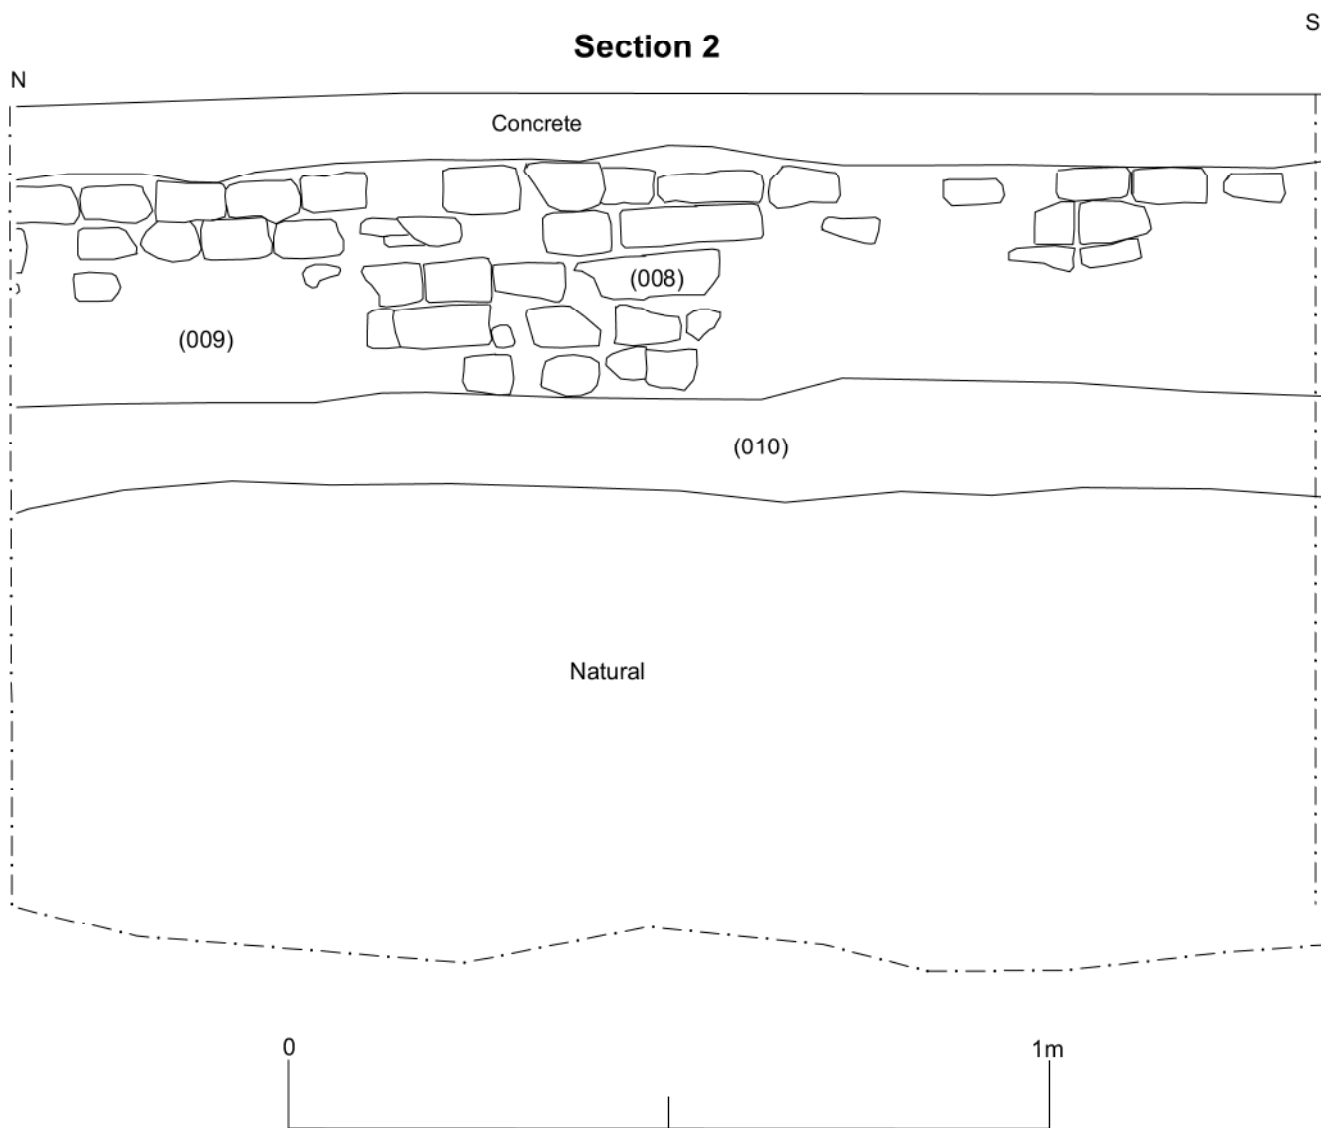 S
Section 2
N
Concrete
(008)
(009)
(010)
Natural
0 1m